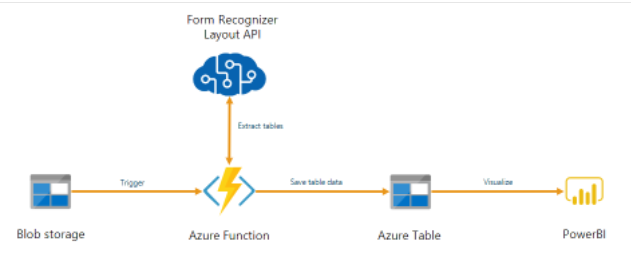 Form Recognizer
Layout API
Extract tables
Trigger
Save table data
Visualize
Blob storage
Azure Function
Azure Table
PowerBI